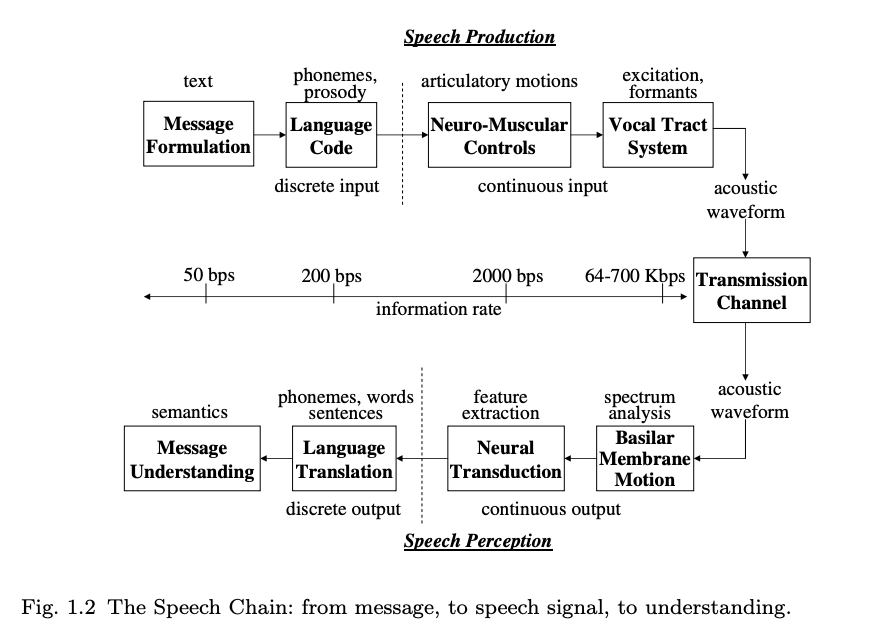 Speech Production
text
phonemes,
prosody
articulatory motions
excitation,
formants
Message
Formulation
Language
Code
Neuro-Muscular
Controls
Vocal Tract
System
discrete input
continuous input
acoustic
waveform
50 bps
200 bps
2000 bps
64-700 Kbps
information rate
Transmission
Channel
acoustic
waveform
semantics
phonemes, words
sentences
feature
extraction
spectrum
analysis
Message
Understanding
Language
Translation
Neural
Transduction
Basilar
Membrane
Motion
discrete output
continuous output
Speech Perception
Fig. 1.2 The Speech Chain: from message, to speech signal, to understanding.